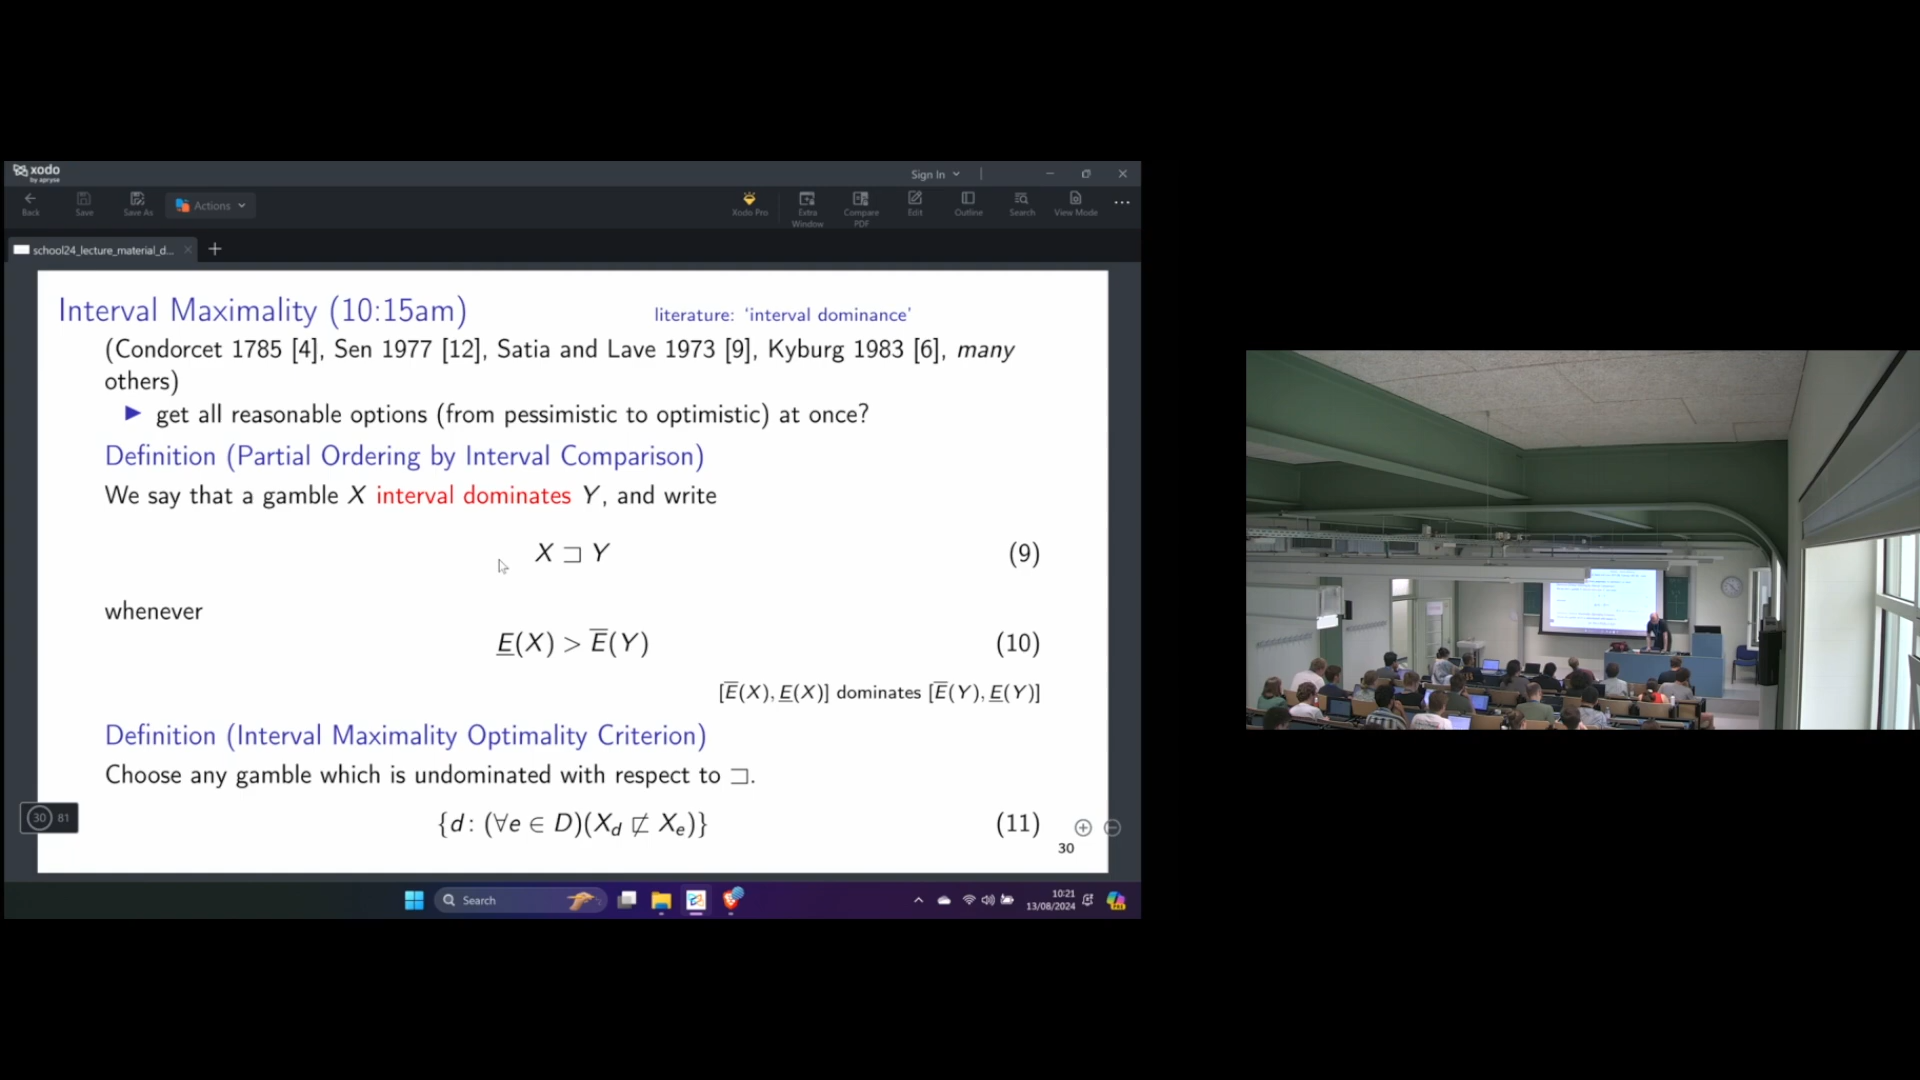 xodo
by apryse
Sign In
Back
Save
Save As
Actions
Xodo Pro
Extra Window
Compare PDF
Edit
Outline
Search
View Mode
school24_lecture_material_d...
Interval Maximality (10:15am)
literature: ‘interval dominance’
(Condorcet 1785 [4], Sen 1977 [12], Satia and Lave 1973 [9], Kyburg 1983 [6], many
others)
▶ get all reasonable options (from pessimistic to optimistic) at once?
Definition (Partial Ordering by Interval Comparison)
We say that a gamble X interval dominates Y, and write
X ⊐ Y (9)
whenever
E̲(X) > E̅(Y) (10)
[E̅(X), E̲(X)] dominates [E̅(Y), E̲(Y)]
Definition (Interval Maximality Optimality Criterion)
Choose any gamble which is undominated with respect to ⊐.
{d: (∀e ∈ D)(X_d ⊏̸ X_e)} (11)
30 81
30
Search
10:21
13/08/2024